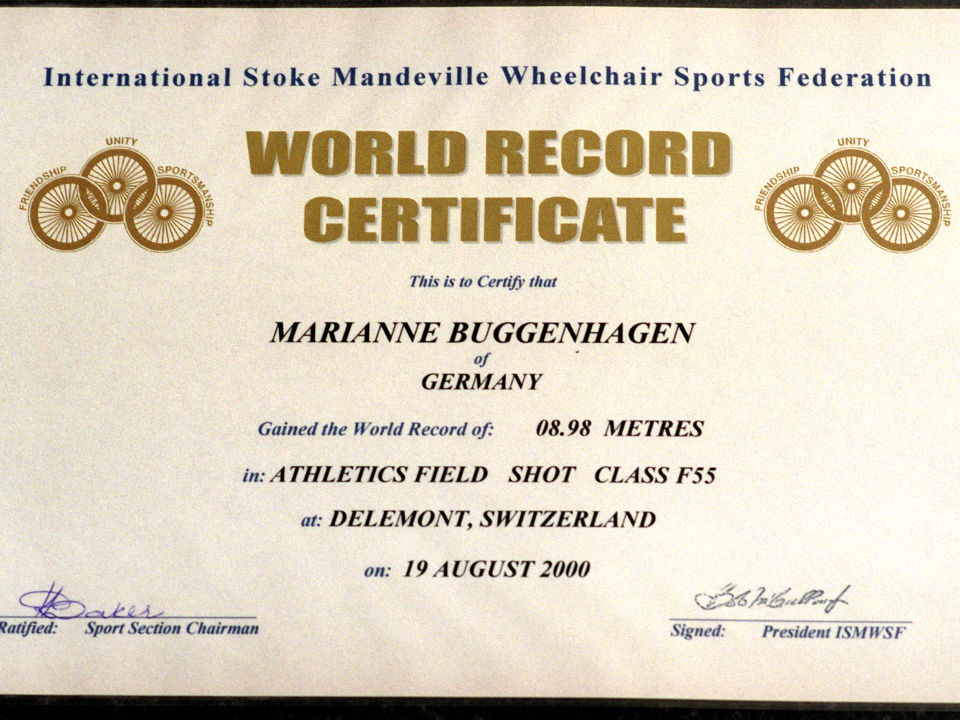 International Stoke Mandeville Wheelchair Sports Federation
FRIENDSHIP UNITY SPORTSMANSHIP
WORLD RECORD
CERTIFICATE
FRIENDSHIP UNITY SPORTSMANSHIP
This is to Certify that
MARIANNE BUGGENHAGEN
of
GERMANY
Gained the World Record of: 08.98 METRES
in: ATHLETICS FIELD SHOT CLASS F55
at: DELEMONT, SWITZERLAND
on: 19 AUGUST 2000
Baker
Ratified: Sport Section Chairman
Signed: President ISMWSF